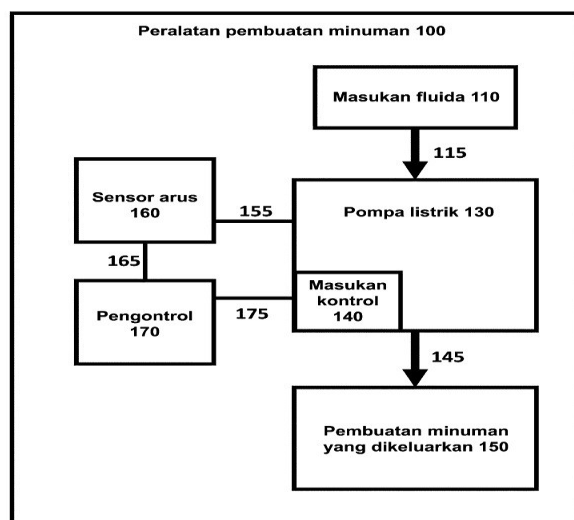 Peralatan pembuatan minuman 100
Masukan fluida 110
115
Sensor arus
160
155
Pompa listrik 130
165
Masukan
kontrol
140
Pengontrol
170
175
145
Pembuatan minuman
yang dikeluarkan 150